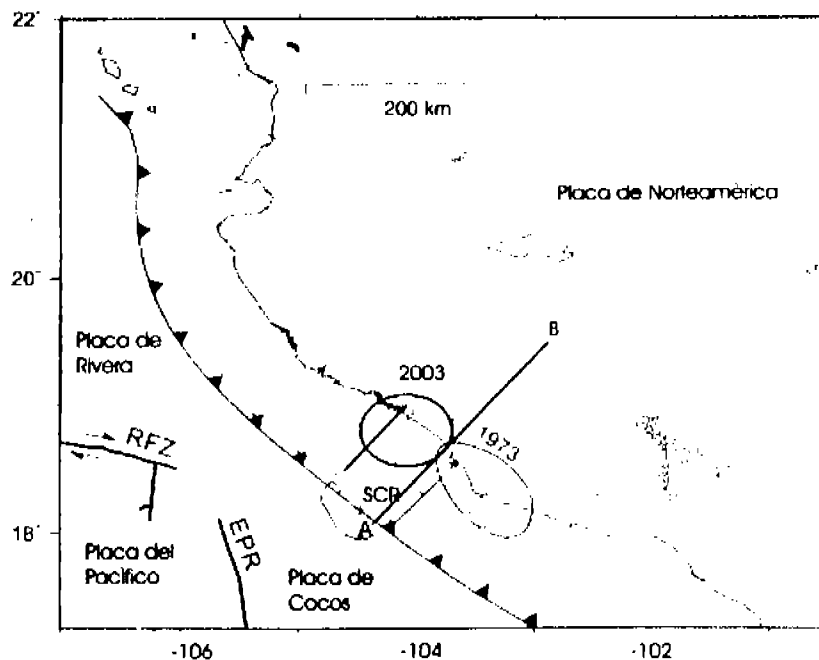 22°
200 km
Placa de Norteamérica
20°
B
Placa de
Rivera
2003
RFZ
1973
SCR
A
18°
EPR
Placa del
Pacífico
Placa de
Cocos
-106
-104
-102